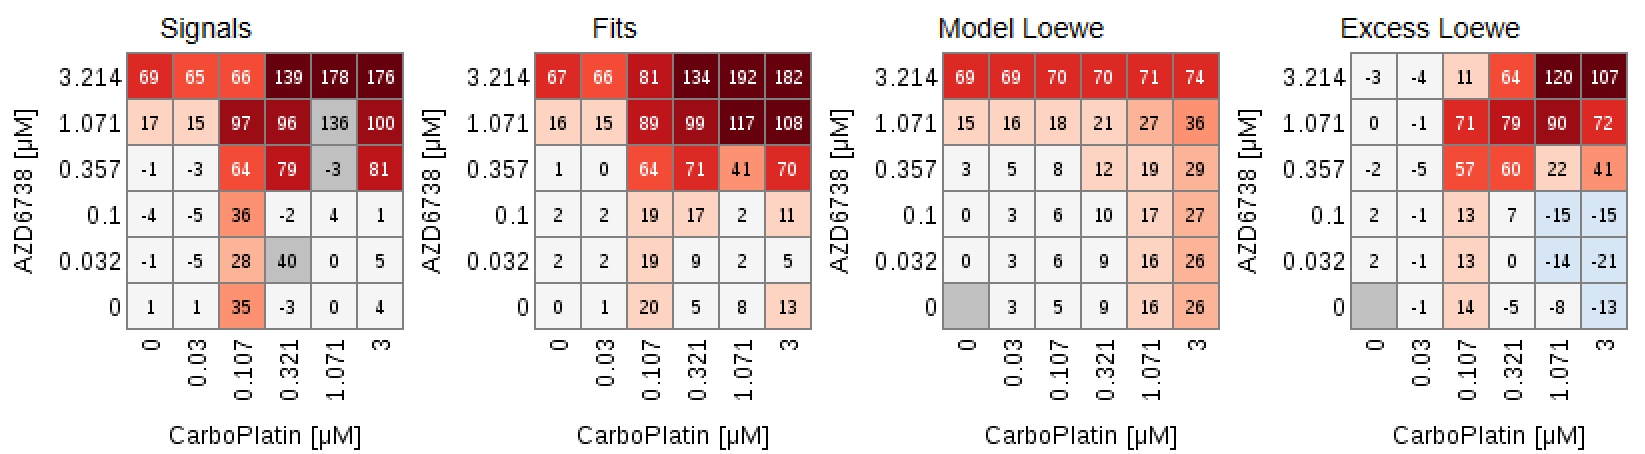 Signals Fits Model Loewe Excess Loewe
3.214 69 65 66 139 178 176 3.214 67 66 81 134 192 182 3.214 69 69 70 70 71 74 3.214 -3 -4 11 64 120 107
1.071 17 15 97 96 136 100 1.071 16 15 89 99 117 108 1.071 15 16 18 21 27 36 1.071 0 -1 71 79 90 72
0.357 -1 -3 64 79 -3 81 0.357 1 0 64 71 41 70 0.357 3 5 8 12 19 29 0.357 -2 -5 57 60 22 41
0.1 -4 -5 36 -2 4 1 0.1 2 2 19 17 2 11 0.1 0 3 6 10 17 27 0.1 2 -1 13 7 -15 -15
0.032 -1 -5 28 40 0 5 0.032 2 2 19 9 2 5 0.032 0 3 6 9 16 26 0.032 2 -1 13 0 -14 -21
0 1 1 35 -3 0 4 0 0 1 20 5 8 13 0 3 5 9 16 26 0 -1 14 -5 -8 -13
AZD6738 [µM] AZD6738 [µM] AZD6738 [µM] AZD6738 [µM]
0 0.03 0.107 0.321 1.071 3 0 0.03 0.107 0.321 1.071 3 0 0.03 0.107 0.321 1.071 3 0 0.03 0.107 0.321 1.071 3
CarboPlatin [µM] CarboPlatin [µM] CarboPlatin [µM] CarboPlatin [µM]